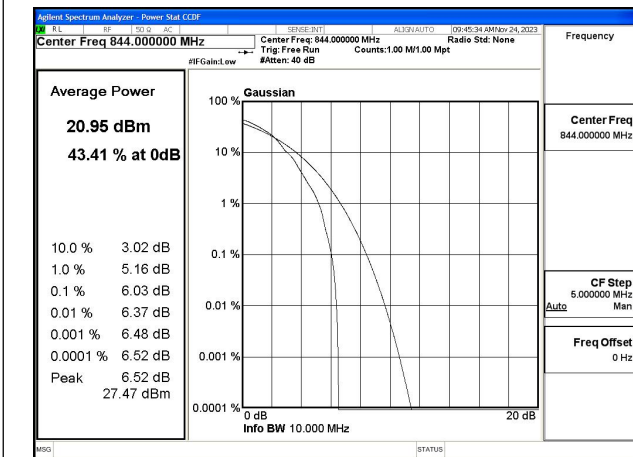 Agilent Spectrum Analyzer - Power Stat CCDF
RL RF 50 Ω AC SENSE:INT ALIGN AUTO 09:45:34 AM Nov 24, 2023
Center Freq 844.000000 MHz
Center Freq: 844.000000 MHz Radio Std: None
Trig: Free Run Counts:1.00 M/1.00 Mpt
#IFGain:Low #Atten: 40 dB
Frequency
Average Power
20.95 dBm
43.41 % at 0dB
10.0 % 3.02 dB
1.0 % 5.16 dB
0.1 % 6.03 dB
0.01 % 6.37 dB
0.001 % 6.48 dB
0.0001 % 6.52 dB
Peak 6.52 dB
27.47 dBm
Gaussian
100 %
10 %
1 %
0.1 %
0.01 %
0.001 %
0.0001 %
0 dB 20 dB
Info BW 10.000 MHz
Center Freq
844.000000 MHz
CF Step
5.000000 MHz
Auto Man
Freq Offset
0 Hz
MSG STATUS